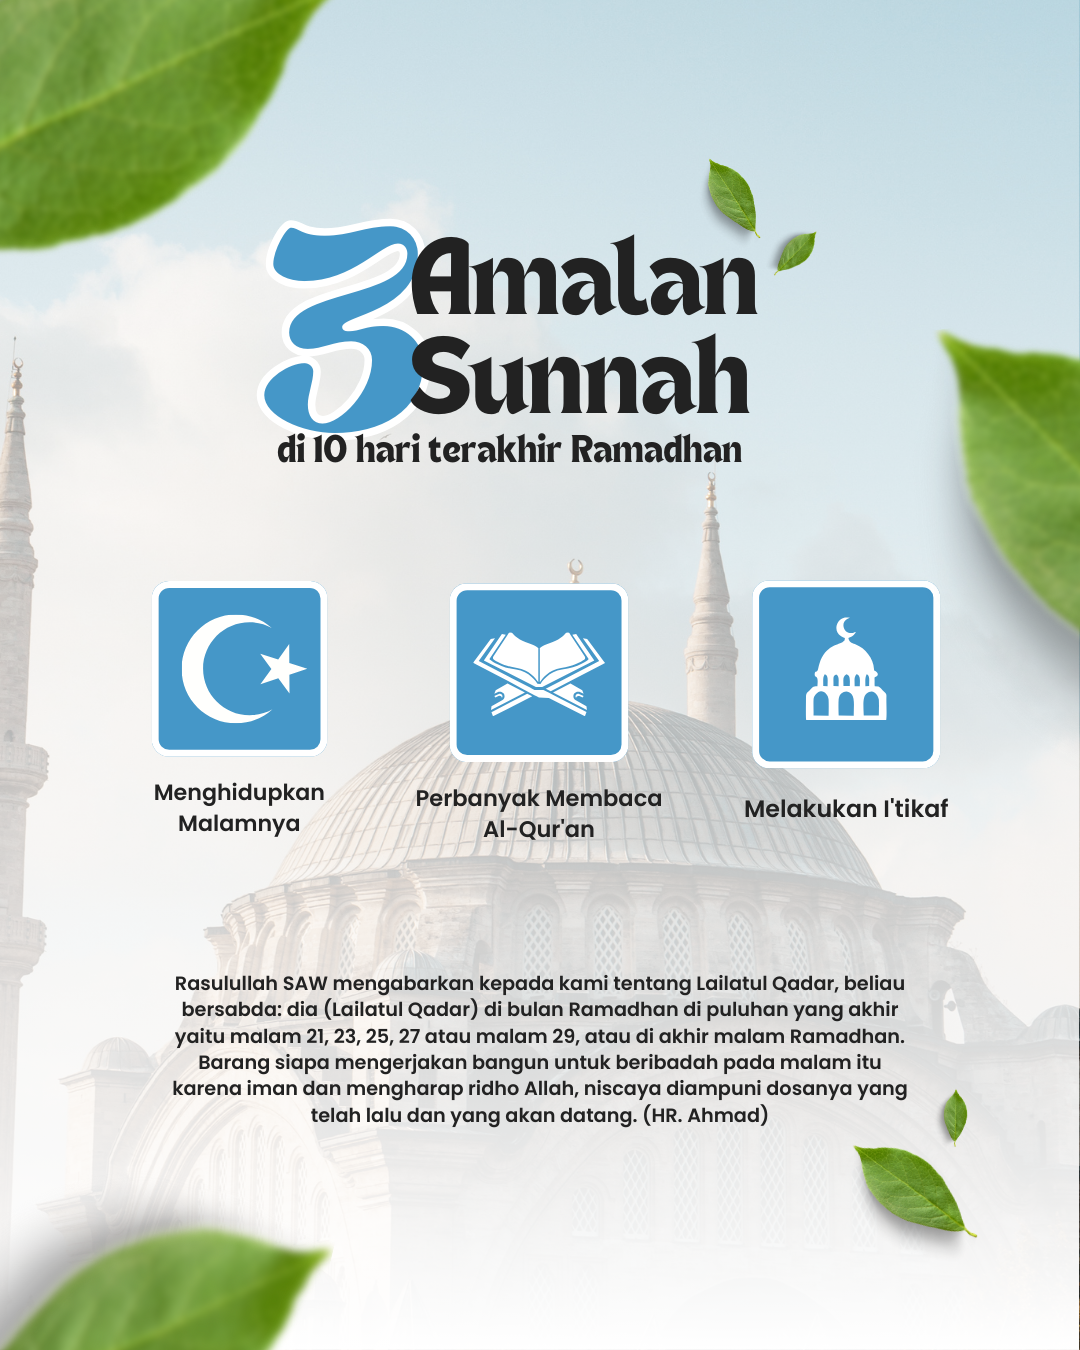 3 Amalan
Sunnah
di 10 hari terakhir Ramadhan
Menghidupkan
Malamnya
Perbanyak Membaca
Al-Qur'an
Melakukan I'tikaf
Rasulullah SAW mengabarkan kepada kami tentang Lailatul Qadar, beliau
bersabda: dia (Lailatul Qadar) di bulan Ramadhan di puluhan yang akhir
yaitu malam 21, 23, 25, 27 atau malam 29, atau di akhir malam Ramadhan.
Barang siapa mengerjakan bangun untuk beribadah pada malam itu
karena iman dan mengharap ridho Allah, niscaya diampuni dosanya yang
telah lalu dan yang akan datang. (HR. Ahmad)